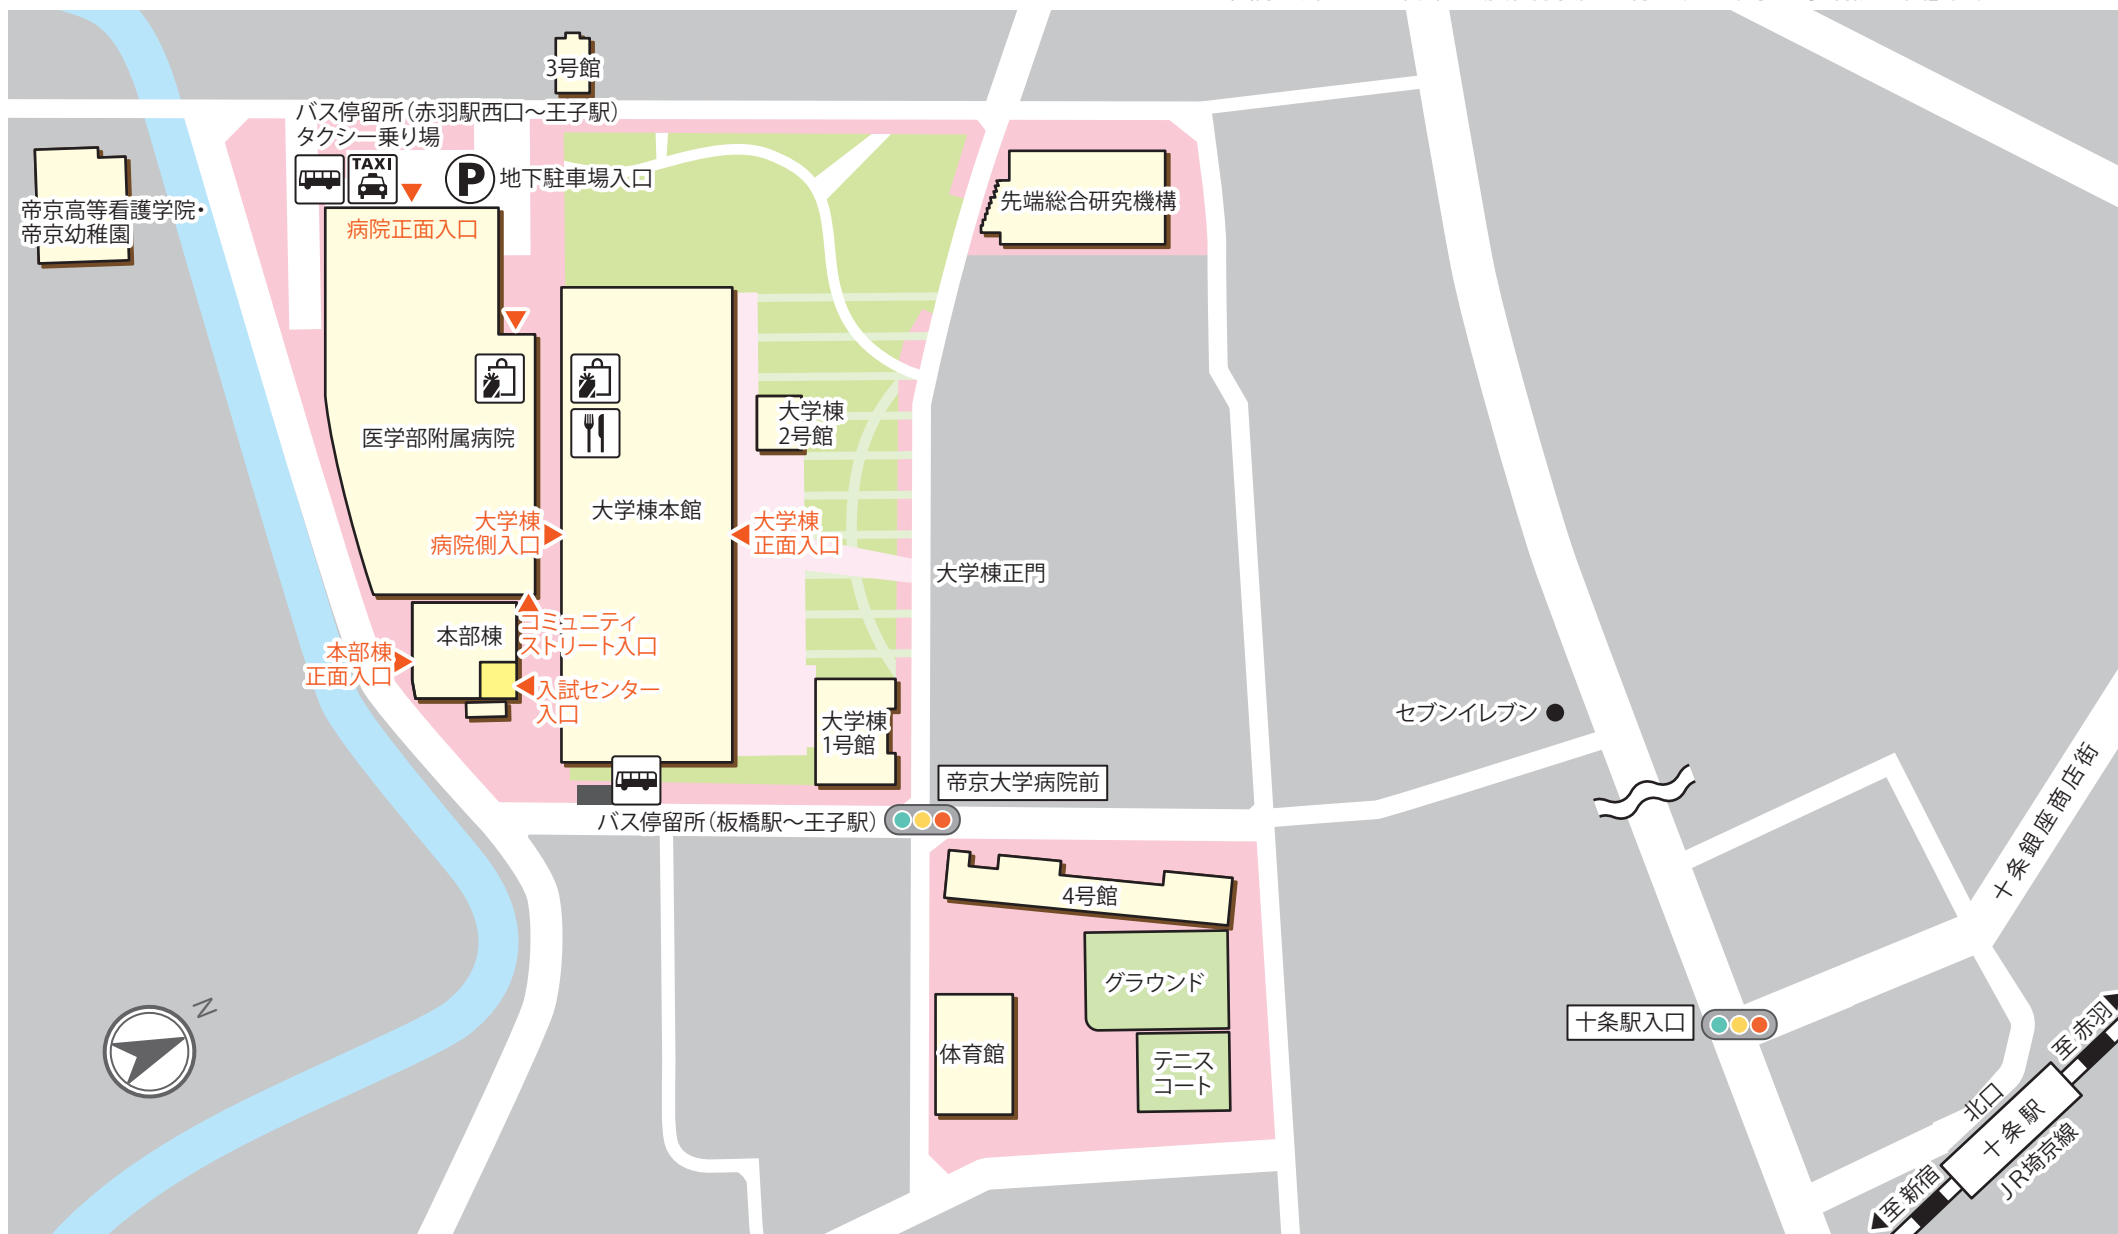 3号館
バス停留所（赤羽駅西口～王子駅）
タクシー乗り場
TAXI
P
地下駐車場入口
帝京高等看護学院・
帝京幼稚園
病院正面入口
先端総合研究機構
医学部附属病院
大学棟
2号館
大学棟本館
大学棟
病院側入口
大学棟
正面入口
大学棟正門
コミュニティ
ストリート入口
本部棟
本部棟
正面入口
入試センター
入口
大学棟
1号館
セブンイレブン
帝京大学病院前
バス停留所（板橋駅～王子駅）
十条銀座商店街
4号館
グラウンド
N
体育館
テニス
コート
十条駅入口
至赤羽
北口
十条駅
JR埼京線
至新宿